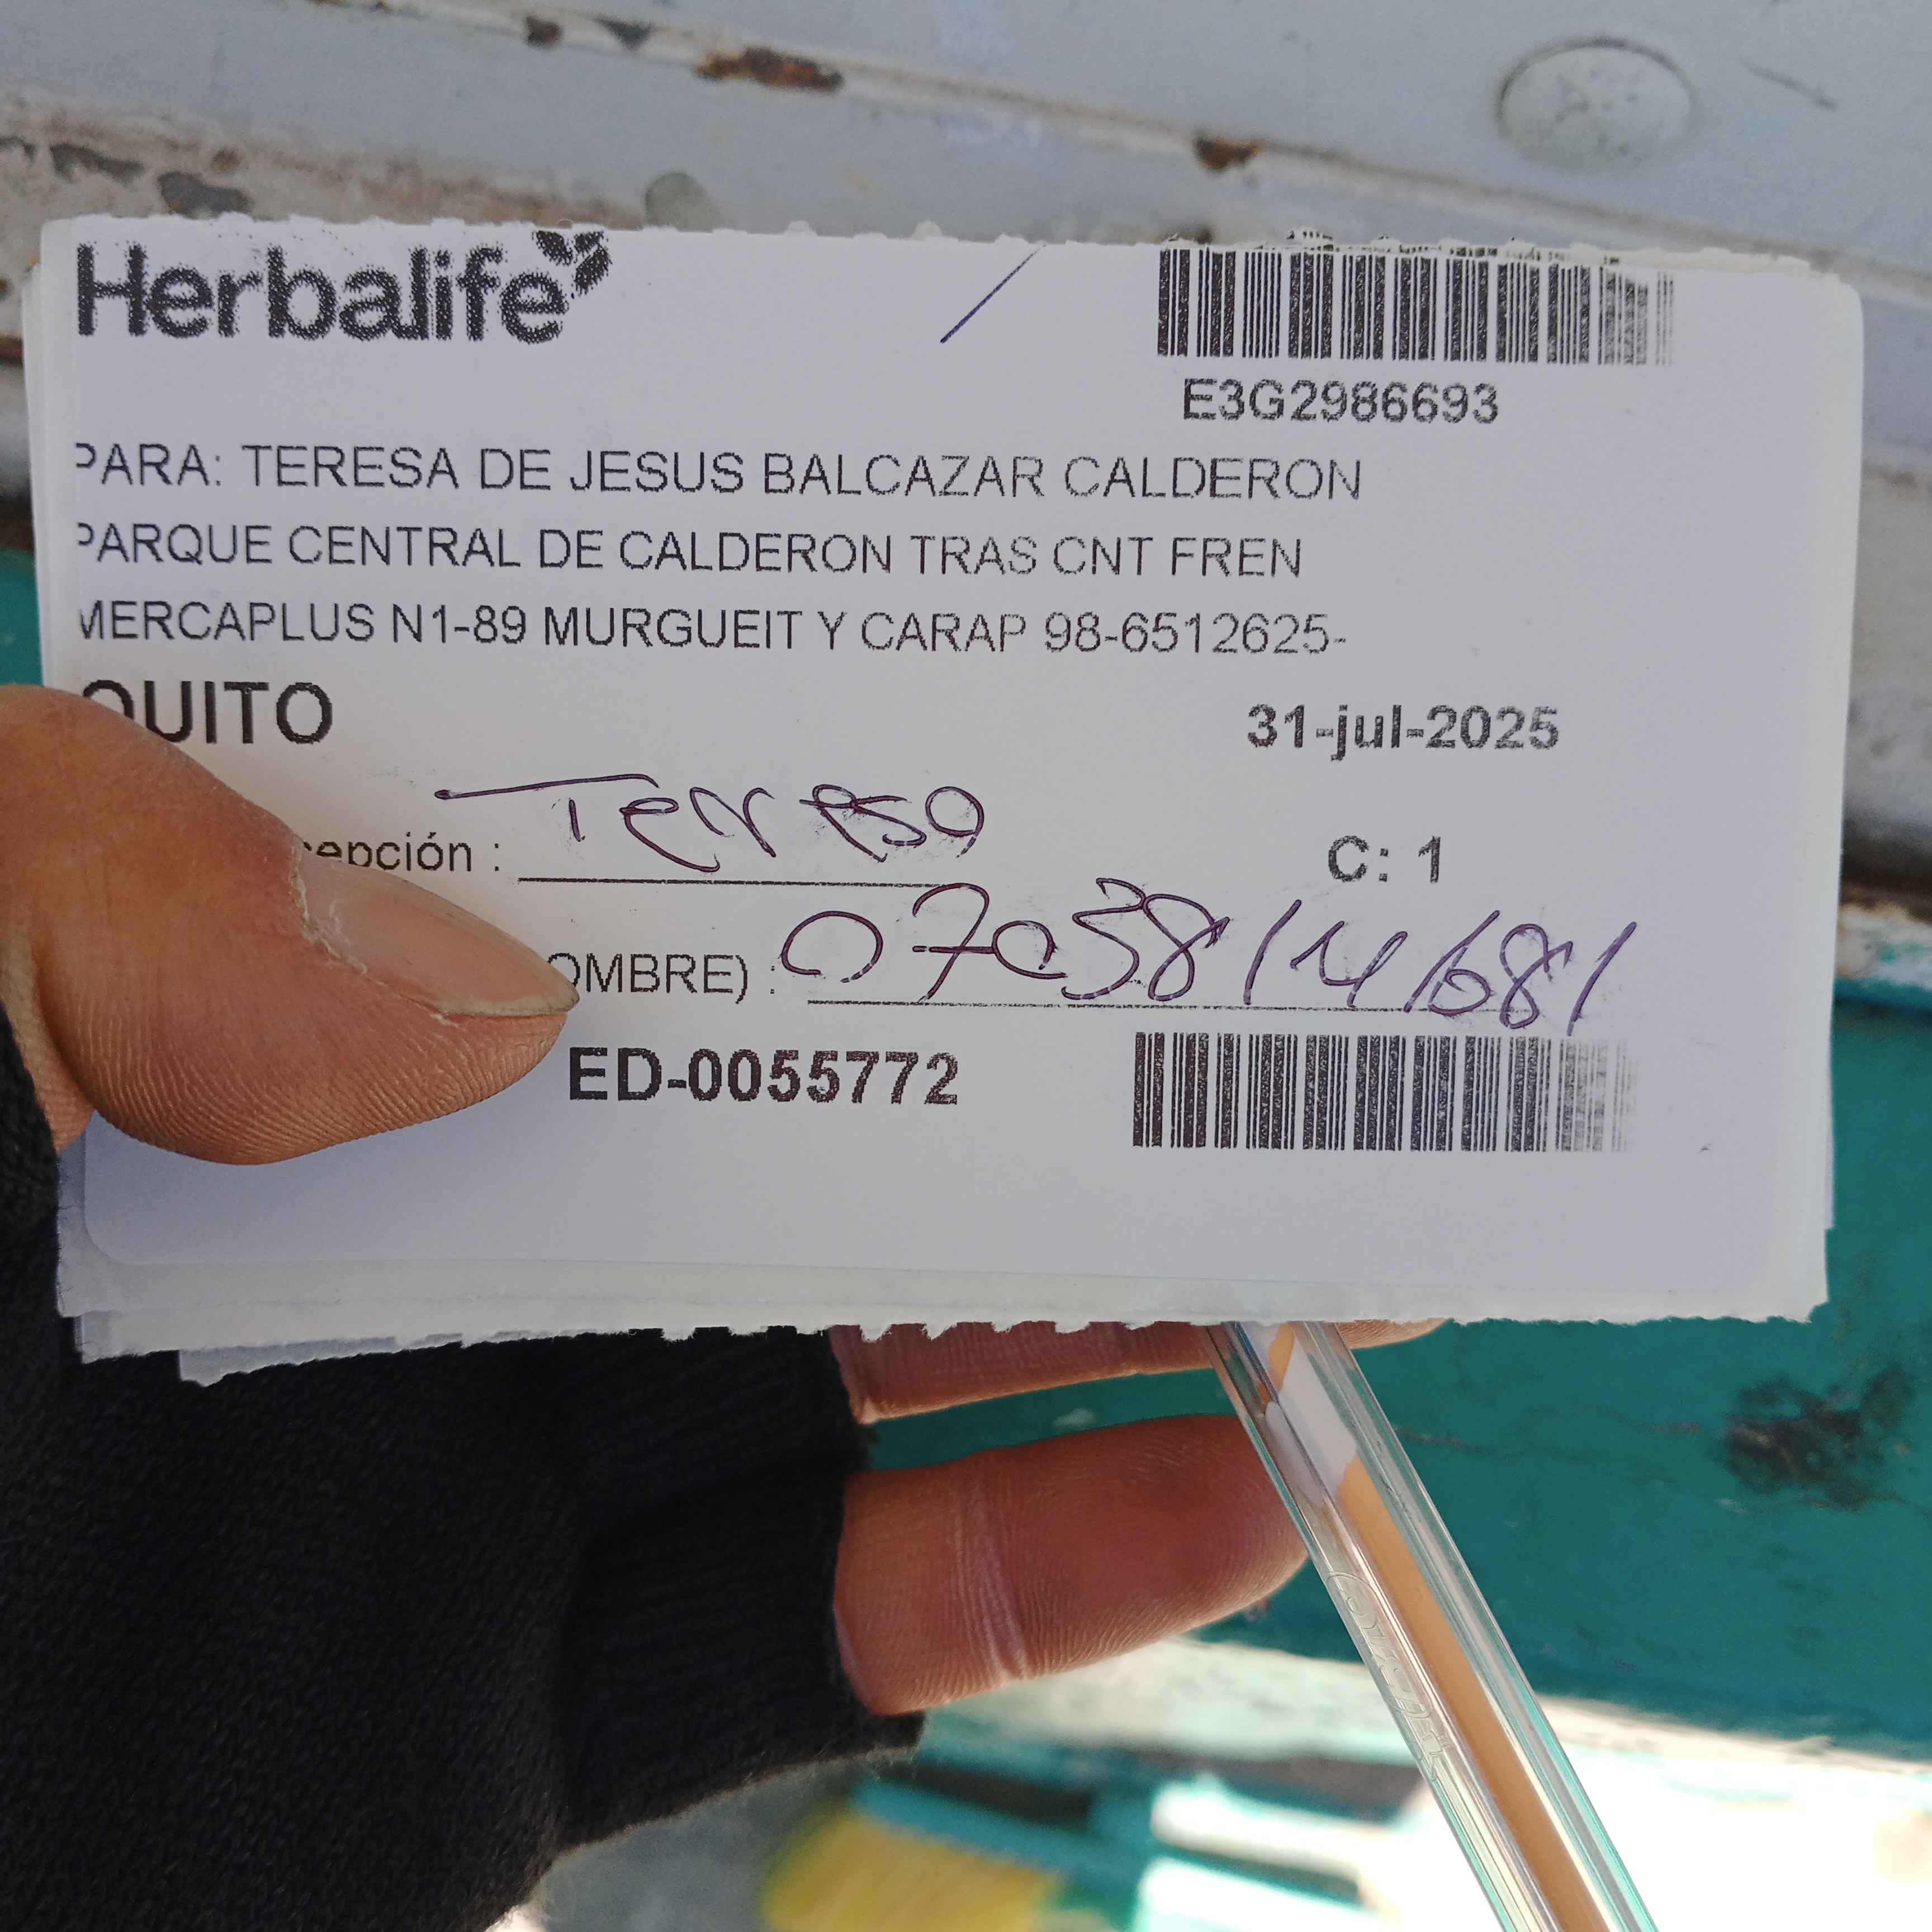 Herbalife
E3G2986693
PARA: TERESA DE JESUS BALCAZAR CALDERON
PARQUE CENTRAL DE CALDERON TRAS CNT FREN
MERCAPLUS N1-89 MURGUEIT Y CARAP 98-6512625-
QUITO 31-jul-2025
epción : Teresa
C: 1
OMBRE) :
ED-0055772